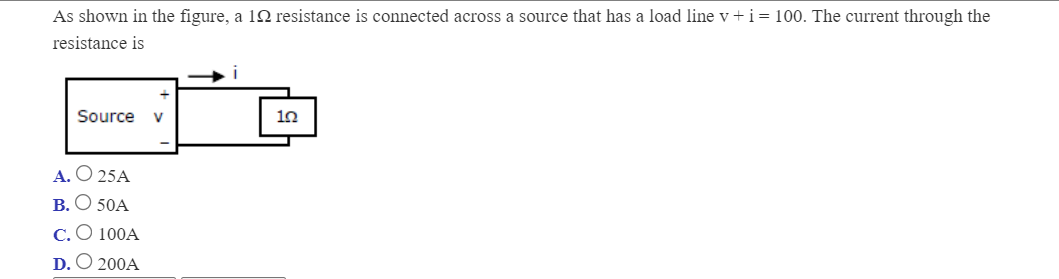 As shown in the figure, a 1Ω resistance is connected across a source that has a load line v + i = 100. The current through the
resistance is
i
+
Source v
1Ω
−
A. 25A
B. 50A
C. 100A
D. 200A